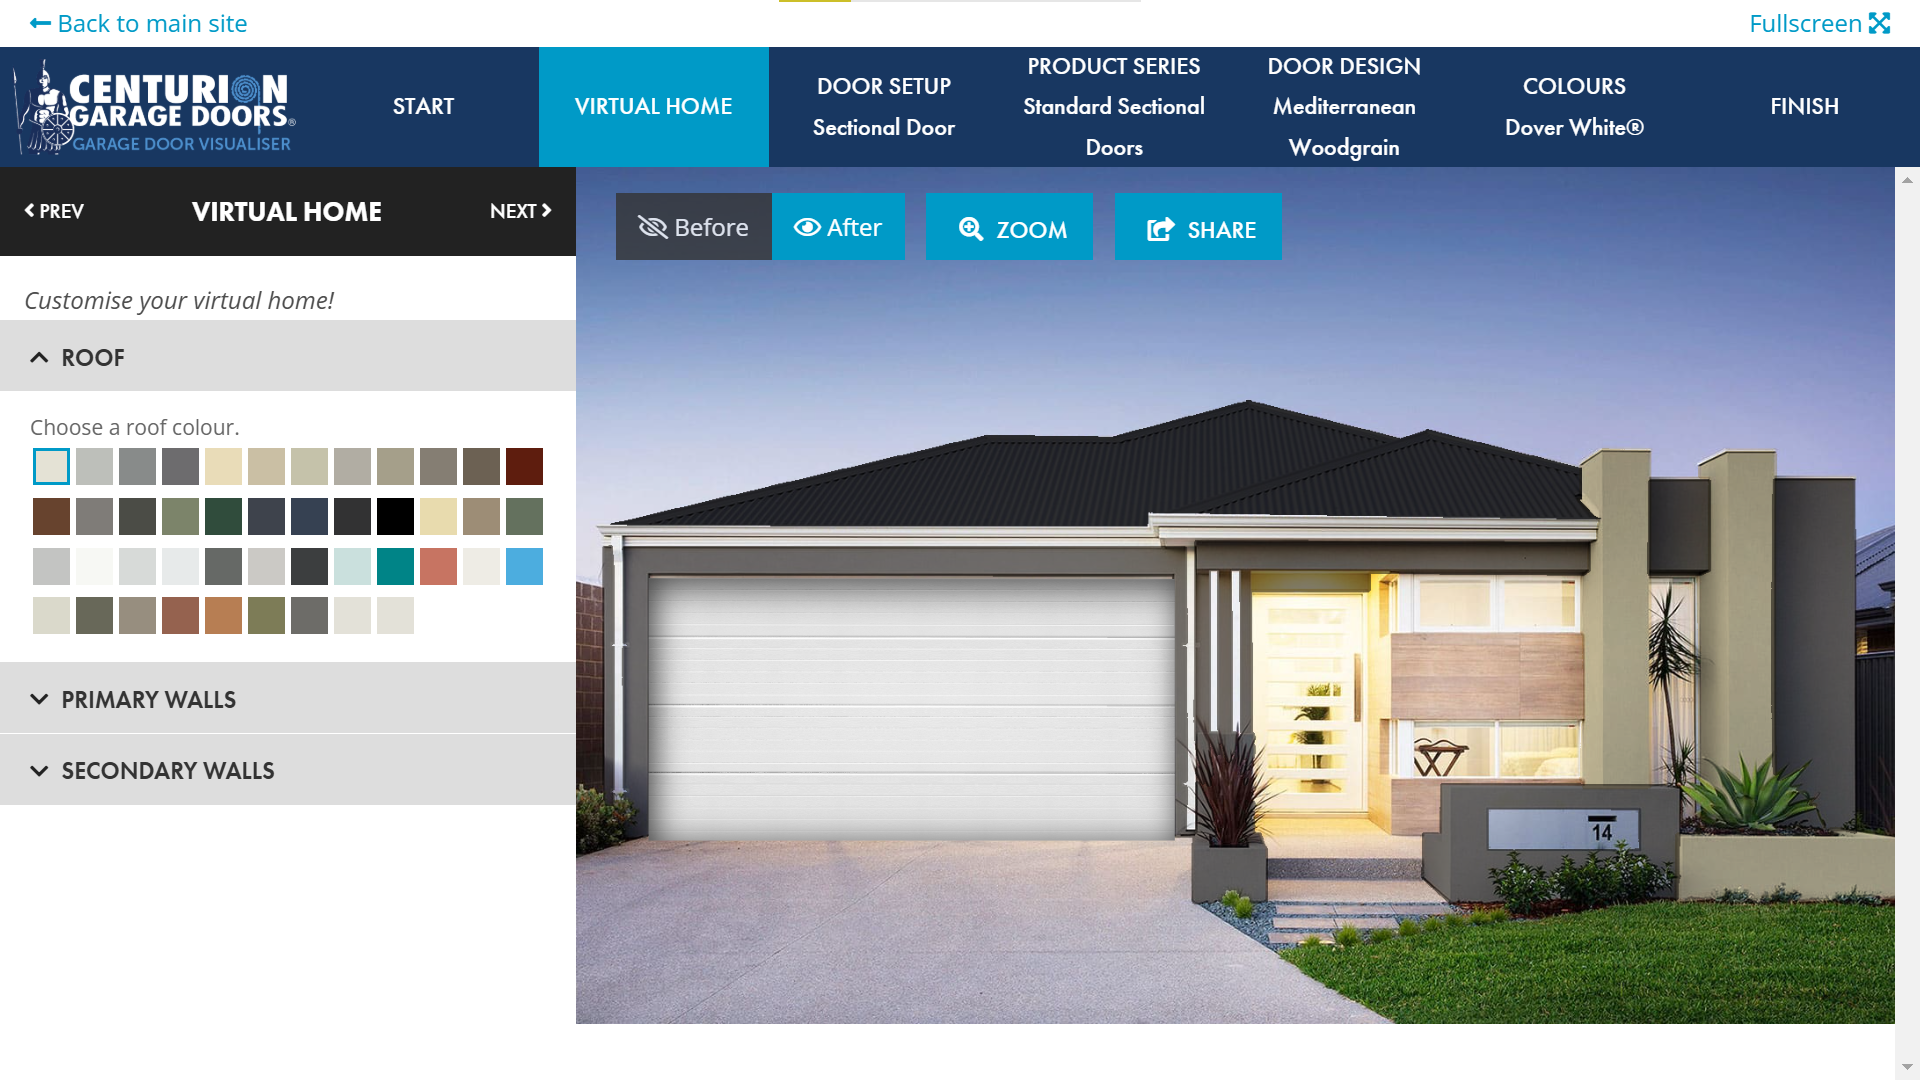 Back to main site
Fullscreen
CENTURION
GARAGE DOORS®
GARAGE DOOR VISUALISER
START
VIRTUAL HOME
DOOR SETUP
Sectional Door
PRODUCT SERIES
Standard Sectional
Doors
DOOR DESIGN
Mediterranean
Woodgrain
COLOURS
Dover White®
FINISH
PREV
VIRTUAL HOME
NEXT
Before
After
ZOOM
SHARE
Customise your virtual home!
ROOF
Choose a roof colour.
PRIMARY WALLS
SECONDARY WALLS
14